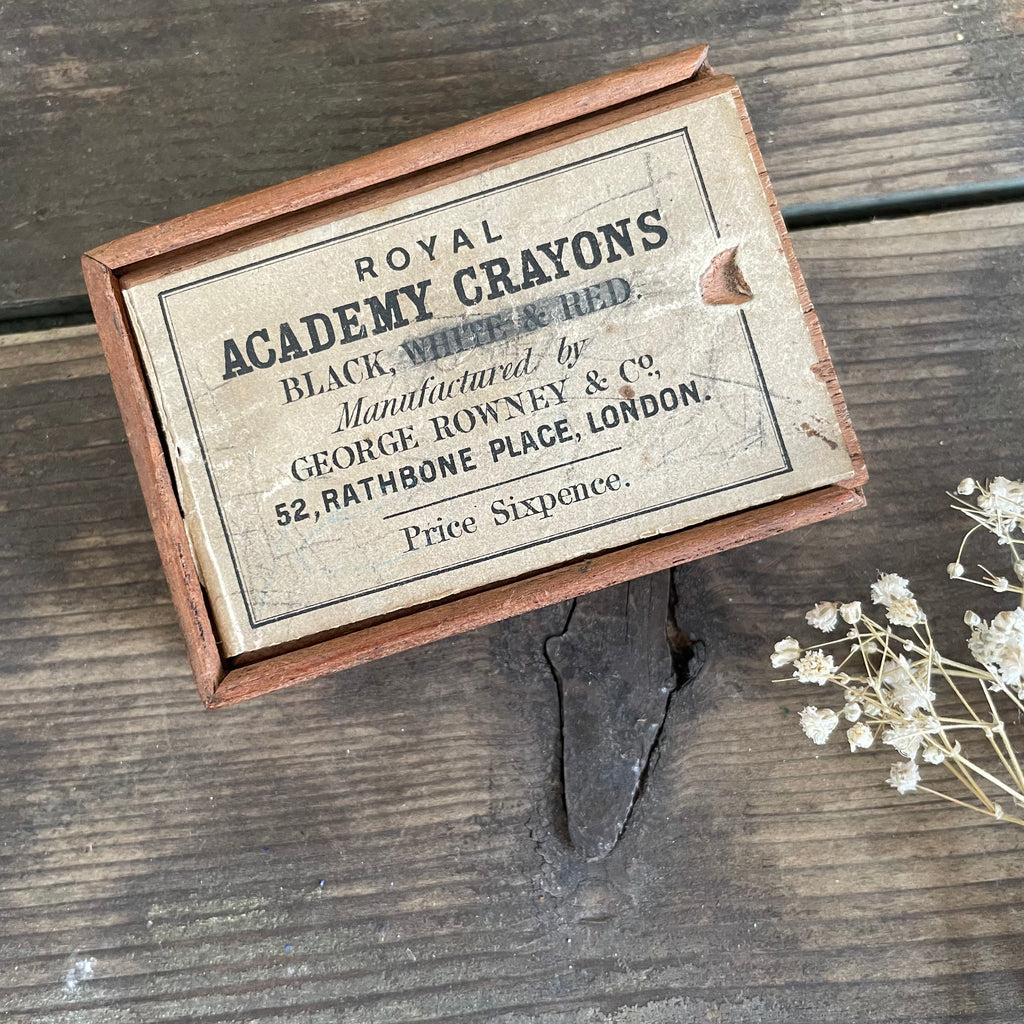 ROYAL
ACADEMY CRAYONS
BLACK, WHITE & RED.
Manufactured by
GEORGE ROWNEY & Co,
52, RATHBONE PLACE, LONDON.
Price Sixpence.